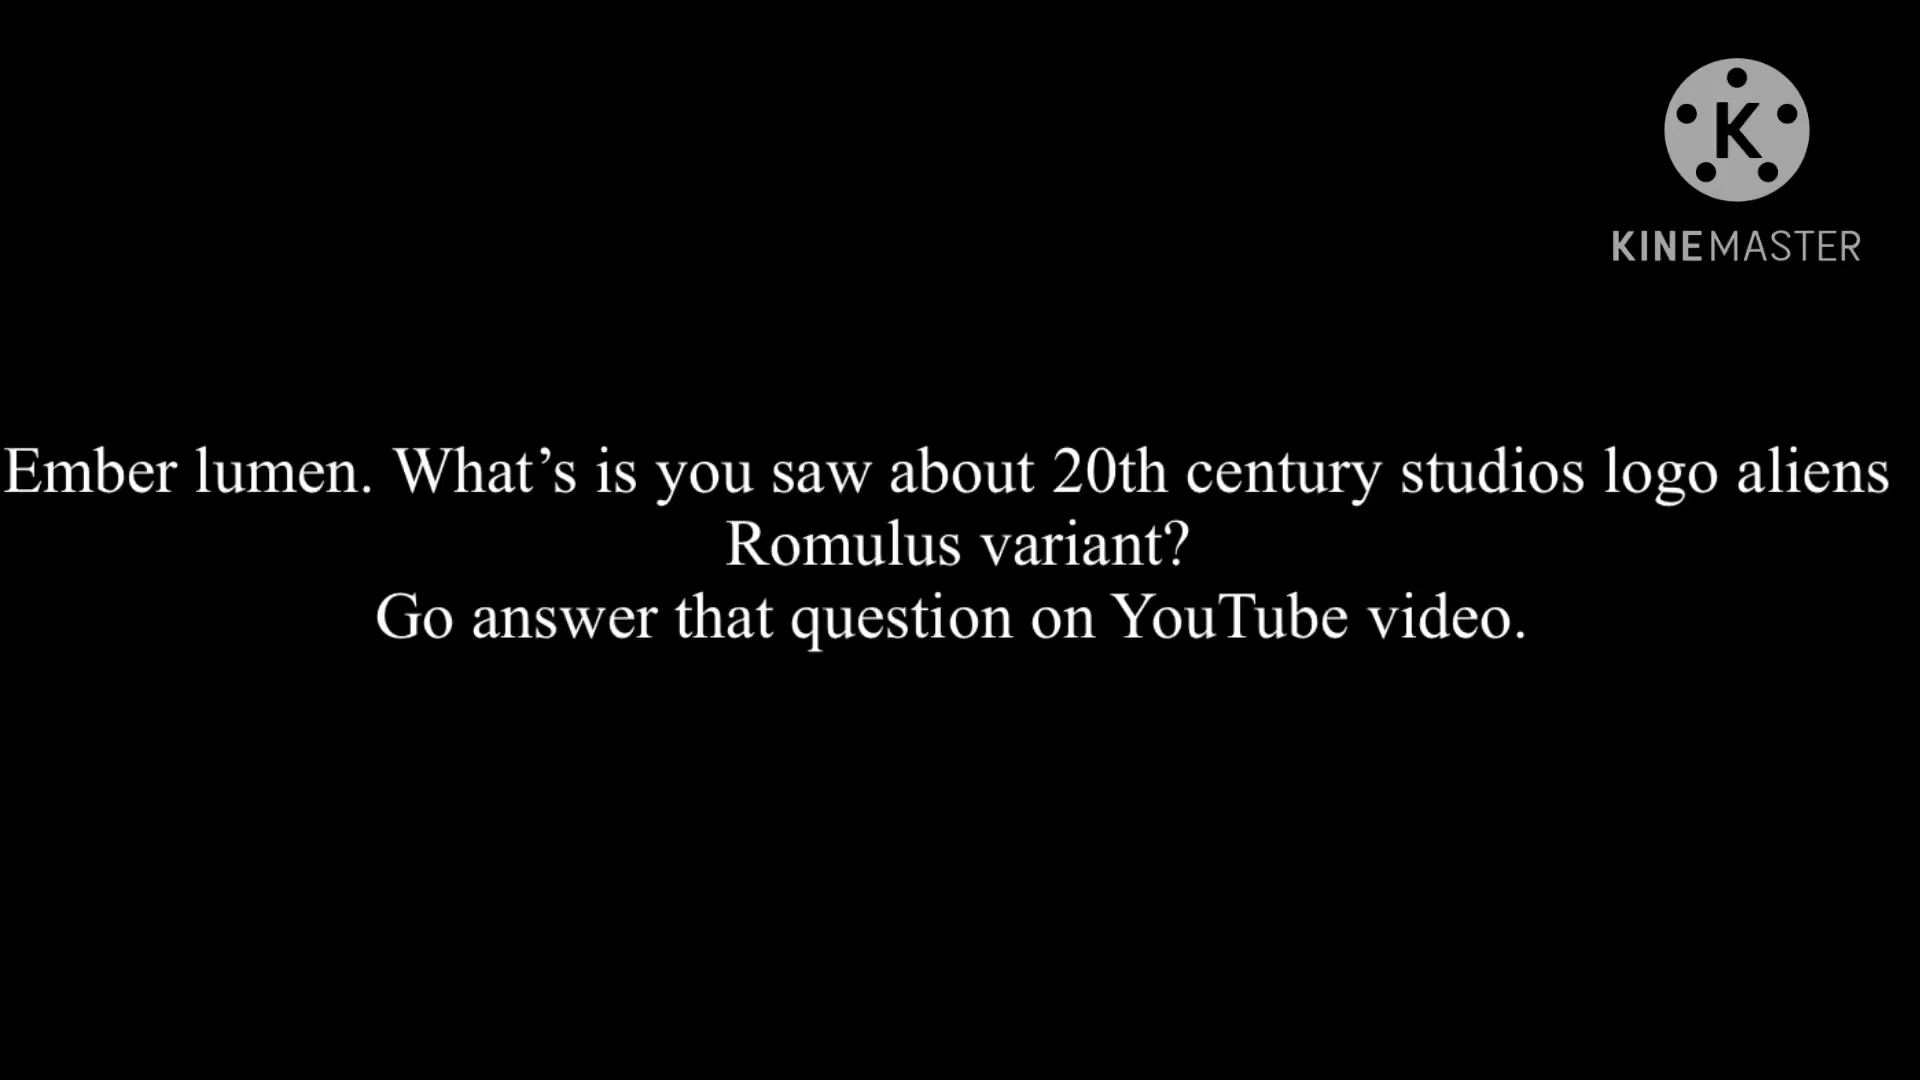 K
KINEMASTER
Ember lumen. What’s is you saw about 20th century studios logo aliens
Romulus variant?
Go answer that question on YouTube video.